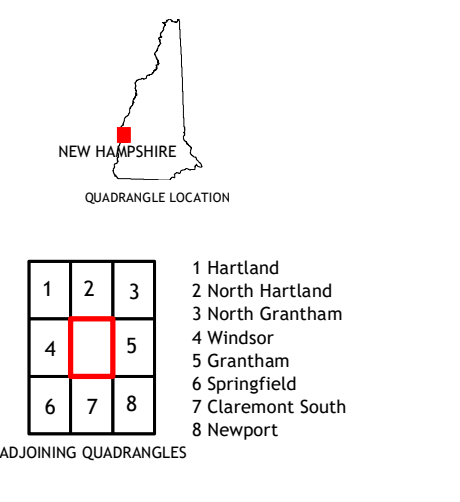 NEW HAMPSHIRE
QUADRANGLE LOCATION
1 2 3
4 5
6 7 8
1 Hartland
2 North Hartland
3 North Grantham
4 Windsor
5 Grantham
6 Springfield
7 Claremont South
8 Newport
ADJOINING QUADRANGLES